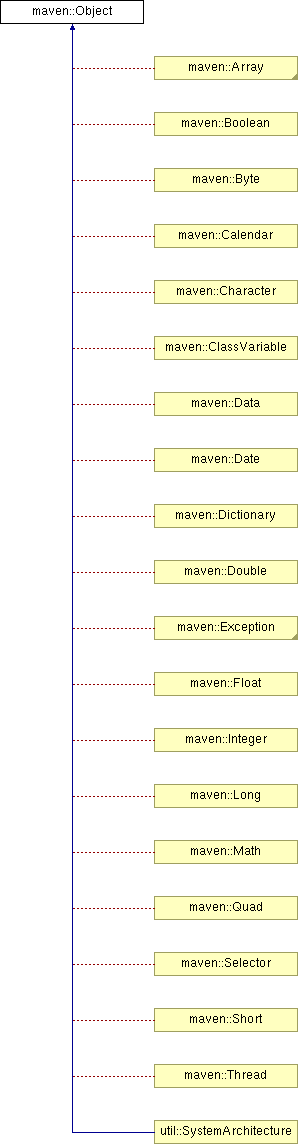 maven::Object
maven::Array
maven::Boolean
maven::Byte
maven::Calendar
maven::Character
maven::ClassVariable
maven::Data
maven::Date
maven::Dictionary
maven::Double
maven::Exception
maven::Float
maven::Integer
maven::Long
maven::Math
maven::Quad
maven::Selector
maven::Short
maven::Thread
util::SystemArchitecture